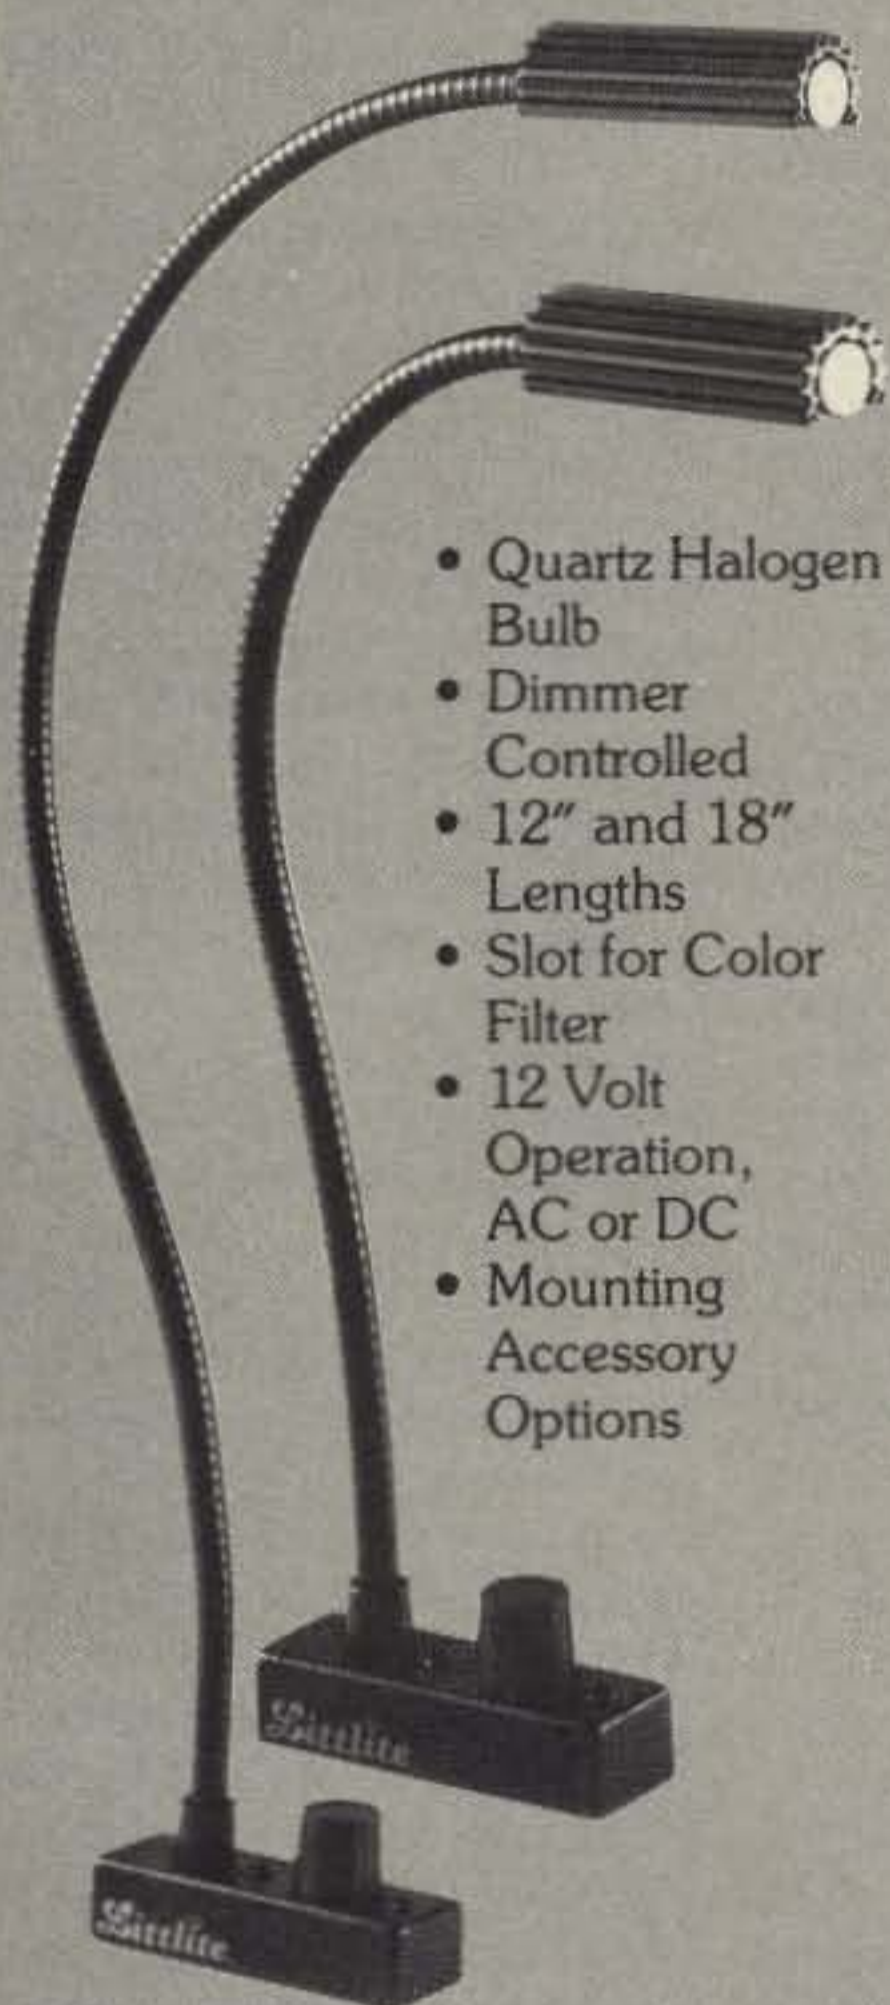 • Quartz Halogen
Bulb
• Dimmer
Controlled
• 12" and 18"
Lengths
• Slot for Color
Filter
• 12 Volt
Operation,
AC or DC
• Mounting
Accessory
Options
Littlite
Littlite